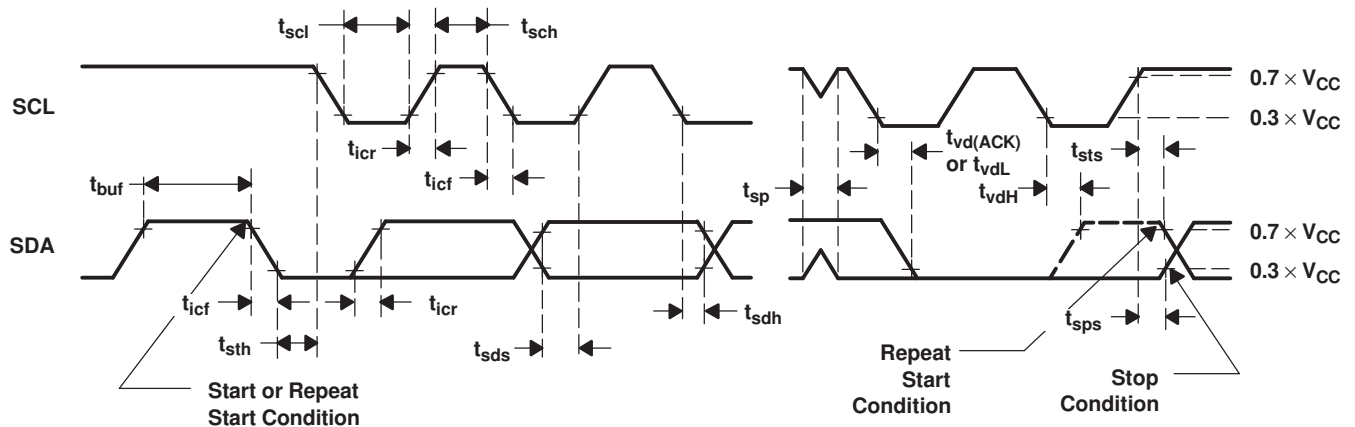 t_scl
t_sch
0.7 × V_CC
SCL
0.3 × V_CC
t_icr
t_vd(ACK)
or t_vdL
t_sts
t_buf
t_icf
t_sp
t_vdH
SDA
0.7 × V_CC
0.3 × V_CC
t_icf
t_icr
t_sdh
t_sps
t_sth
t_sds
Repeat
Start
Condition
Stop
Condition
Start or Repeat
Start Condition